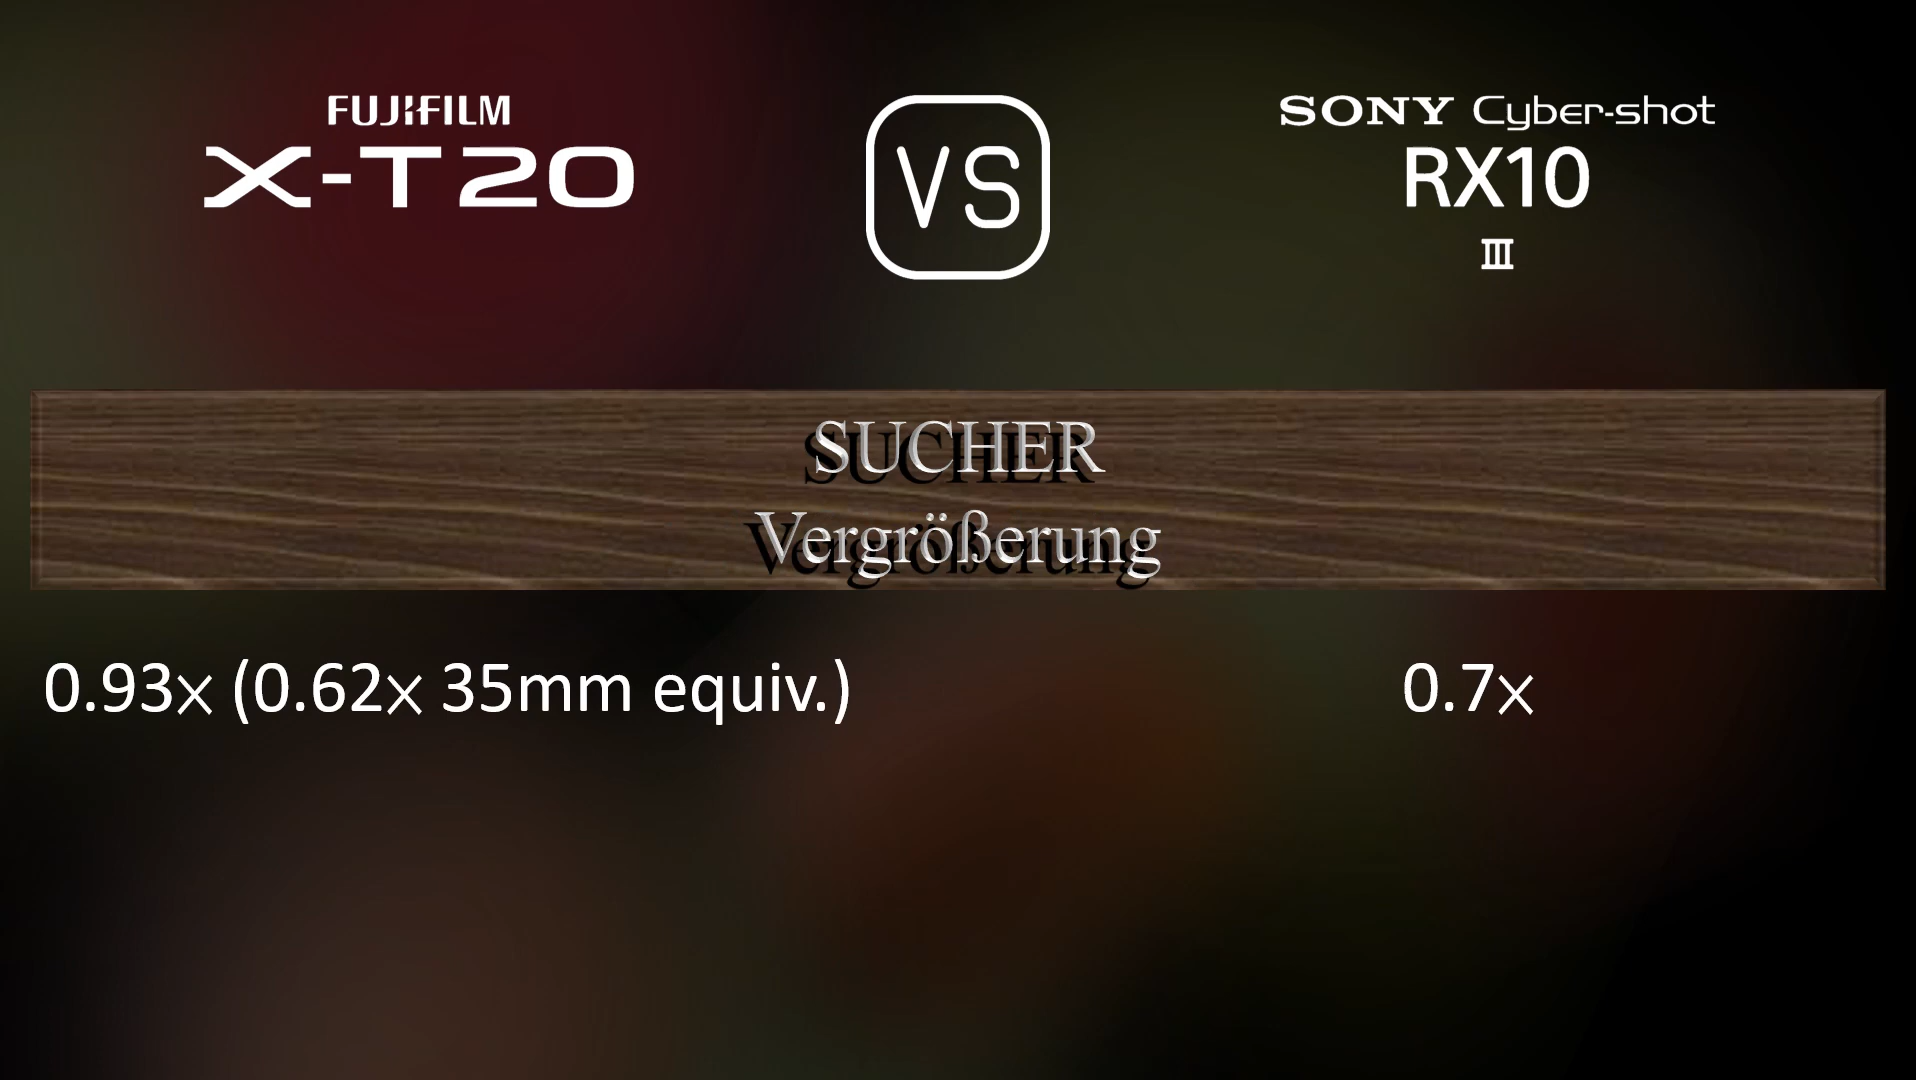 FUJIFILM
X-T20
VS
SONY Cyber-shot
RX10
III
SUCHER
Vergrößerung
0.93x (0.62x 35mm equiv.)
0.7x